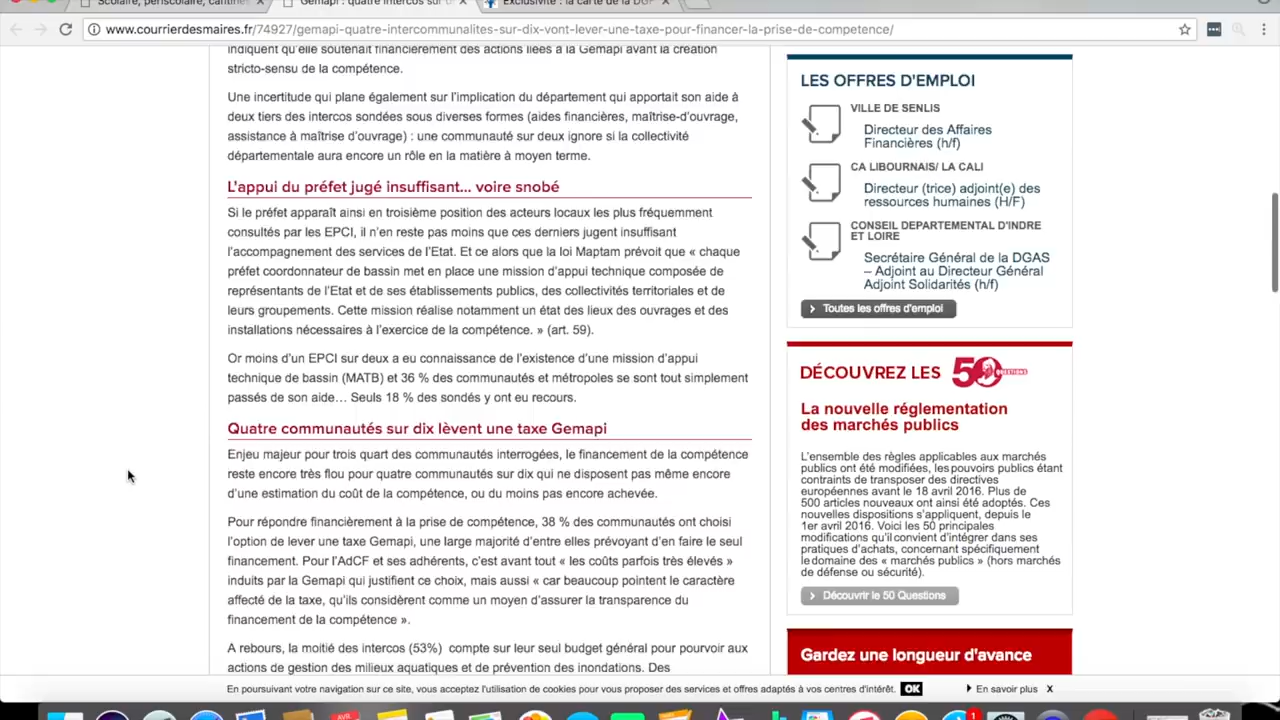 Scolaire, périscolaire, cantines
Gemapi : quatre intercommunalités sur
Exclusivité : la carte de la DGF
www.courrierdesmaires.fr/74927/gemapi-quatre-intercommunalites-sur-dix-vont-lever-une-taxe-pour-financer-la-prise-de-competence/
indiquent qu'elle soutenait financièrement des actions liées à la Gemapi avant la création
stricto-sensu de la compétence.
Une incertitude qui plane également sur l'implication du département qui apportait son aide à
deux tiers des intercos sondées sous diverses formes (aides financières, maîtrise-d'ouvrage,
assistance à maîtrise d'ouvrage) : une communauté sur deux ignore si la collectivité
départementale aura encore un rôle en la matière à moyen terme.
L'appui du préfet jugé insuffisant... voire snobé
Si le préfet apparaît ainsi en troisième position des acteurs locaux les plus fréquemment
consultés par les EPCI, il n'en reste pas moins que ces derniers jugent insuffisant
l'accompagnement des services de l'Etat. Et ce alors que la loi Maptam prévoit que « chaque
préfet coordonnateur de bassin met en place une mission d'appui technique composée de
représentants de l'Etat et de ses établissements publics, des collectivités territoriales et de
leurs groupements. Cette mission réalise notamment un état des lieux des ouvrages et des
installations nécessaires à l'exercice de la compétence. » (art. 59).
Or moins d'un EPCI sur deux a eu connaissance de l'existence d'une mission d'appui
technique de bassin (MATB) et 36 % des communautés et métropoles se sont tout simplement
passés de son aide… Seuls 18 % des sondés y ont eu recours.
Quatre communautés sur dix lèvent une taxe Gemapi
Enjeu majeur pour trois quart des communautés interrogées, le financement de la compétence
reste encore très flou pour quatre communautés sur dix qui ne disposent pas même encore
d'une estimation du coût de la compétence, ou du moins pas encore achevée.
Pour répondre financièrement à la prise de compétence, 38 % des communautés ont choisi
l'option de lever une taxe Gemapi, une large majorité d'entre elles prévoyant d'en faire le seul
financement. Pour l'AdCF et ses adhérents, c'est avant tout « les coûts parfois très élevés »
induits par la Gemapi qui justifient ce choix, mais aussi « car beaucoup pointent le caractère
affecté de la taxe, qu'ils considèrent comme un moyen d'assurer la transparence du
financement de la compétence ».
A rebours, la moitié des intercos (53%) compte sur leur seul budget général pour pourvoir aux
actions de gestion des milieux aquatiques et de prévention des inondations. Des
LES OFFRES D'EMPLOI
VILLE DE SENLIS
Directeur des Affaires
Financières (h/f)
CA LIBOURNAIS/ LA CALI
Directeur (trice) adjoint(e) des
ressources humaines (H/F)
CONSEIL DEPARTEMENTAL D'INDRE
ET LOIRE
Secrétaire Général de la DGAS
– Adjoint au Directeur Général
Adjoint Solidarités (h/f)
Toutes les offres d'emploi
DÉCOUVREZ LES 50 QUESTIONS
La nouvelle réglementation
des marchés publics
L'ensemble des règles applicables aux marchés
publics ont été modifiées, les pouvoirs publics étant
contraints de transposer des directives
européennes avant le 18 avril 2016. Plus de
500 articles nouveaux ont ainsi été adoptés. Ces
nouvelles dispositions s'appliquent, depuis le
1er avril 2016. Voici les 50 principales
modifications qu'il convient d'intégrer dans ses
pratiques d'achats, concernant spécifiquement
le domaine des « marchés publics » (hors marchés
de défense ou sécurité).
Découvrir le 50 Questions
Gardez une longueur d'avance
En poursuivant votre navigation sur ce site, vous acceptez l'utilisation de cookies pour vous proposer des services et offres adaptés à vos centres d'intérêt. OK En savoir plus X
AVR.
1